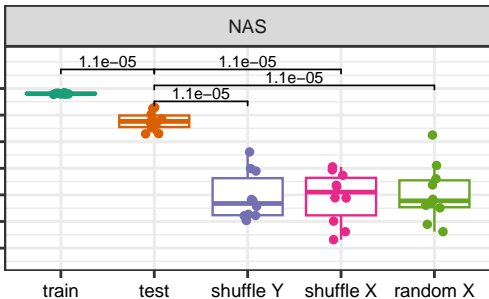 NAS
1.1e-05 1.1e-05
1.1e-05
1.1e-05
train test shuffle Y shuffle X random X